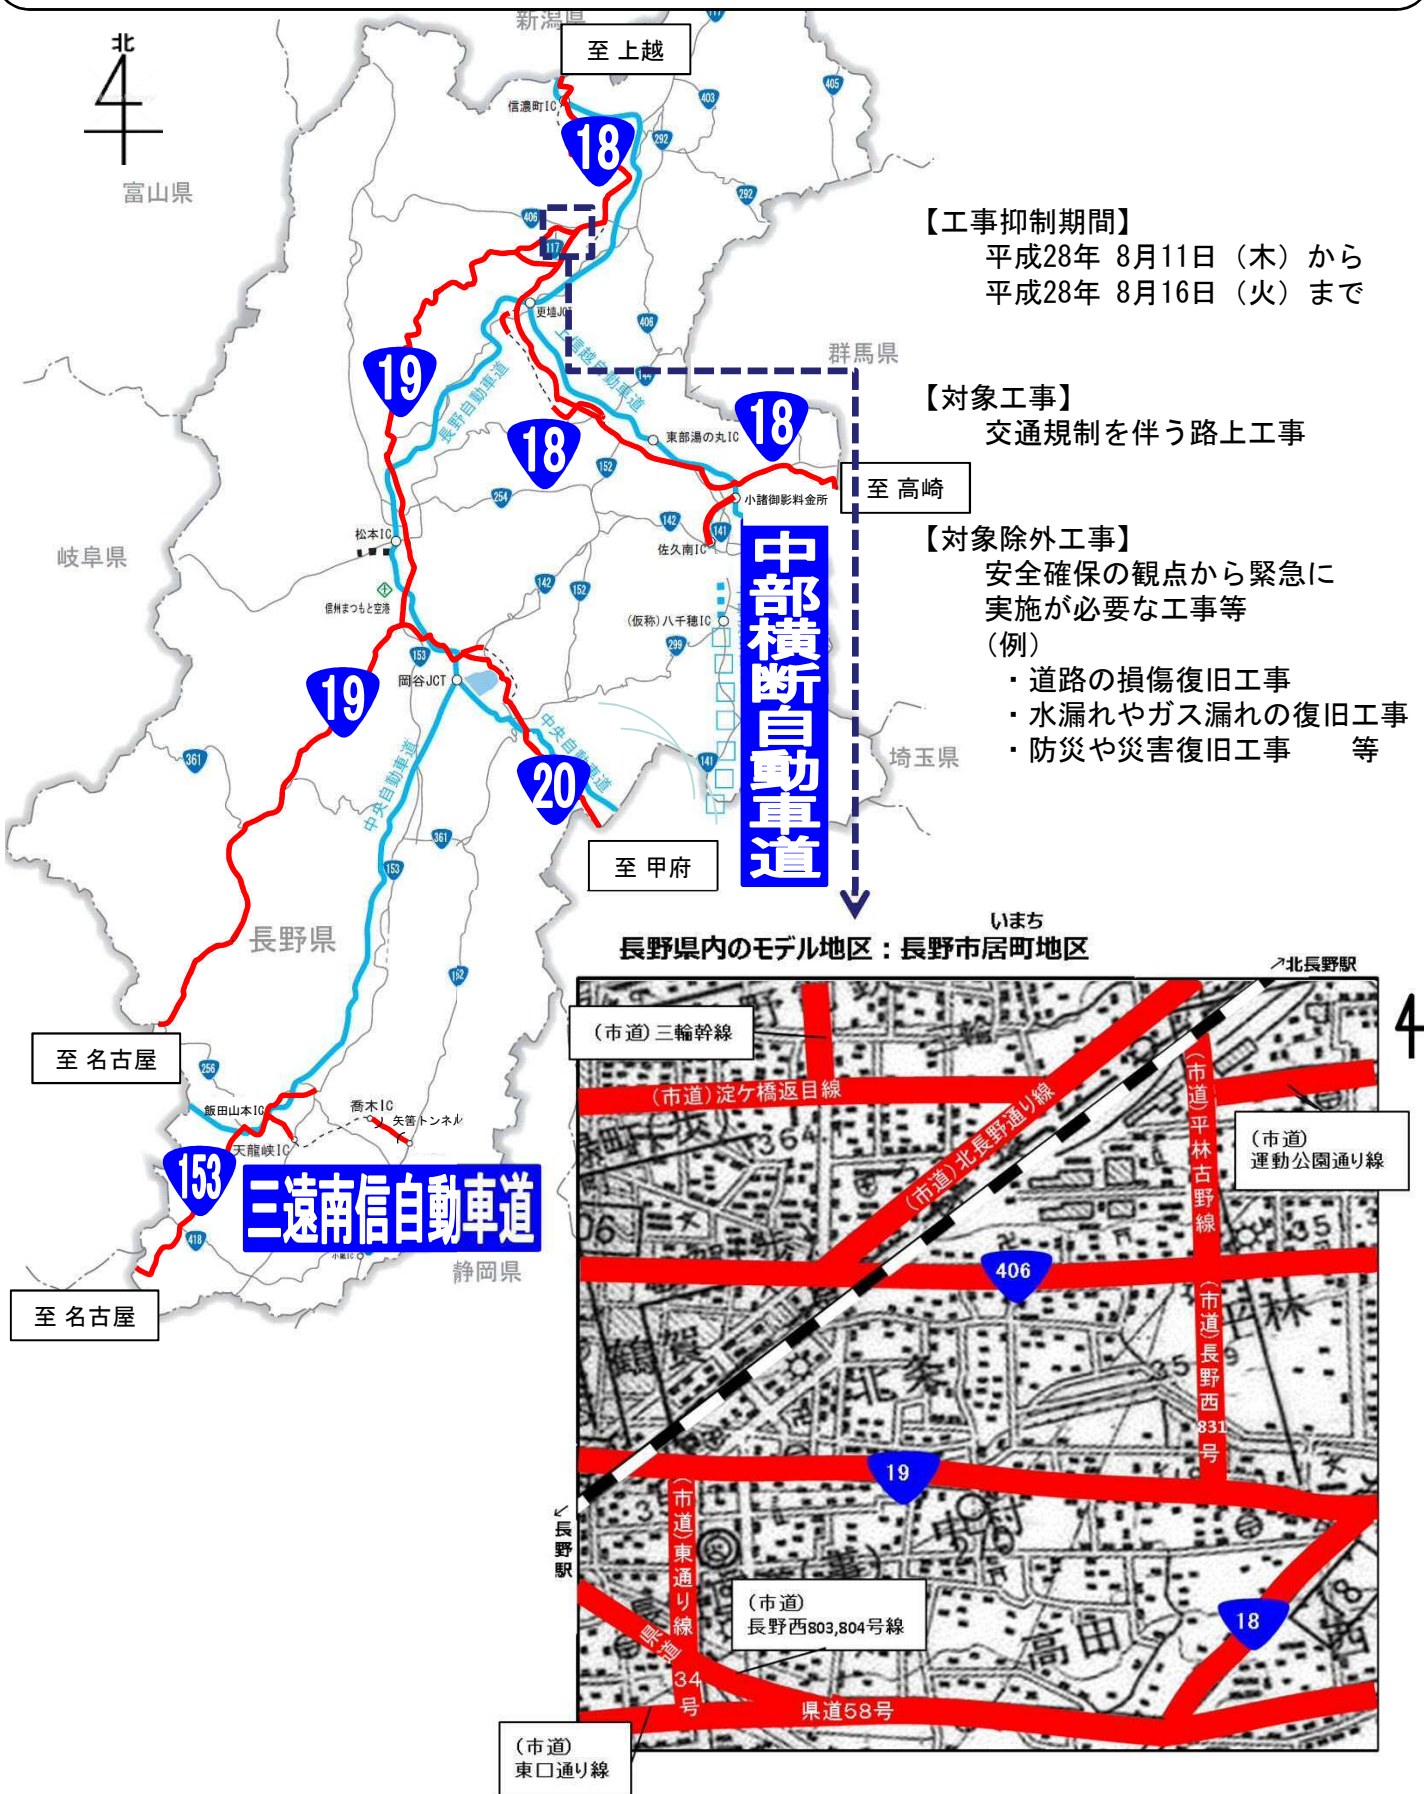 新潟県
至 上越
北
信濃町IC
405
403
18
292
富山県
292
406
117
【工事抑制期間】
平成28年 8月11日（木）から
平成28年 8月16日（火）まで
更埴JCT
406
上信越自動車道
群馬県
19
長野自動車道
144
18
【対象工事】
交通規制を伴う路上工事
18
東部湯の丸IC
152
254
至 高崎
小諸御影料金所
142
141
松本IC
佐久南IC
岐阜県
中部横断自動車道
【対象除外工事】
安全確保の観点から緊急に
実施が必要な工事等
（例）
・道路の損傷復旧工事
・水漏れやガス漏れの復旧工事
・防災や災害復旧工事　　等
142
152
信州まつもと空港
(仮称)八千穂IC
299
153
岡谷JCT
19
中央自動車道
361
中央自動車道
20
141
埼玉県
361
153
至 甲府
長野県
152
いまち
長野県内のモデル地区：長野市居町地区
↗北長野駅
(市道)三輪幹線
至 名古屋
256
(市道)淀ケ橋返目線
(市道)北長野通り線
(市道)平林古野線
(市道)
運動公園通り線
飯田山本IC
喬木IC
矢筈トンネル
天龍峡IC
153
三遠南信自動車道
418
小嵐IC
静岡県
至 名古屋
364
35
406
(市道)長野西831号
平林
鶴賀
北条
19
↙長野駅
(市道)東通り線
(市道)
長野西803,804号線
高田
18
県道34号
県道58号
(市道)
東口通り線